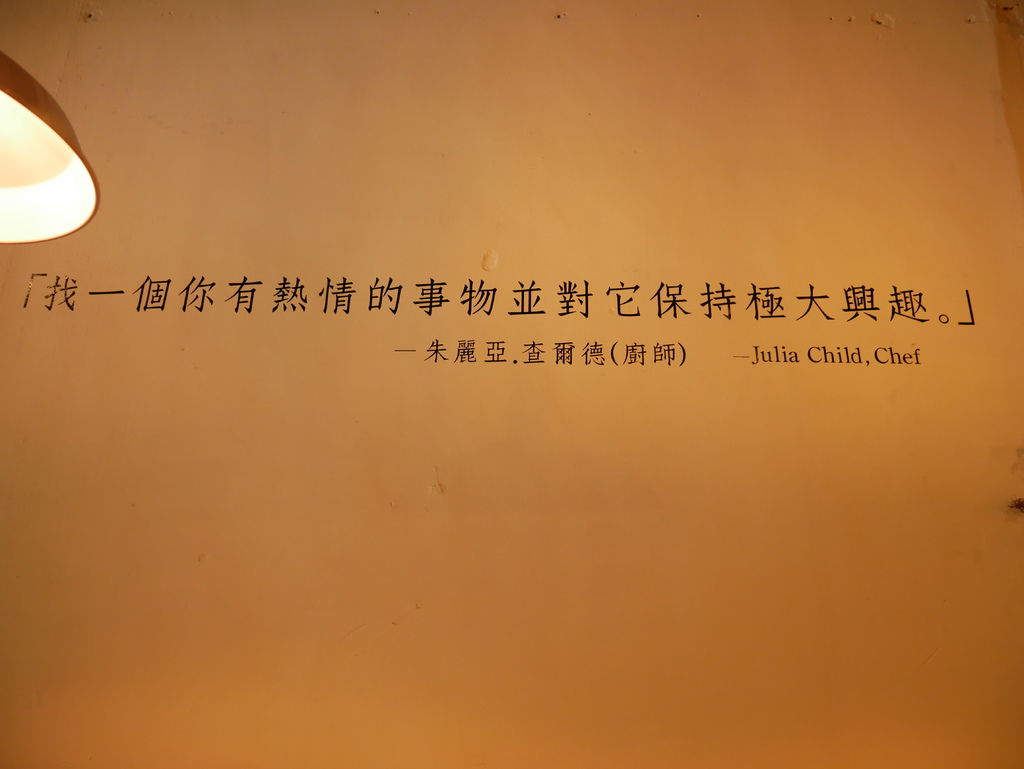 「找一個你有熱情的事物並對它保持極大興趣。」
—朱麗亞.查爾德(廚師) —Julia Child, Chef